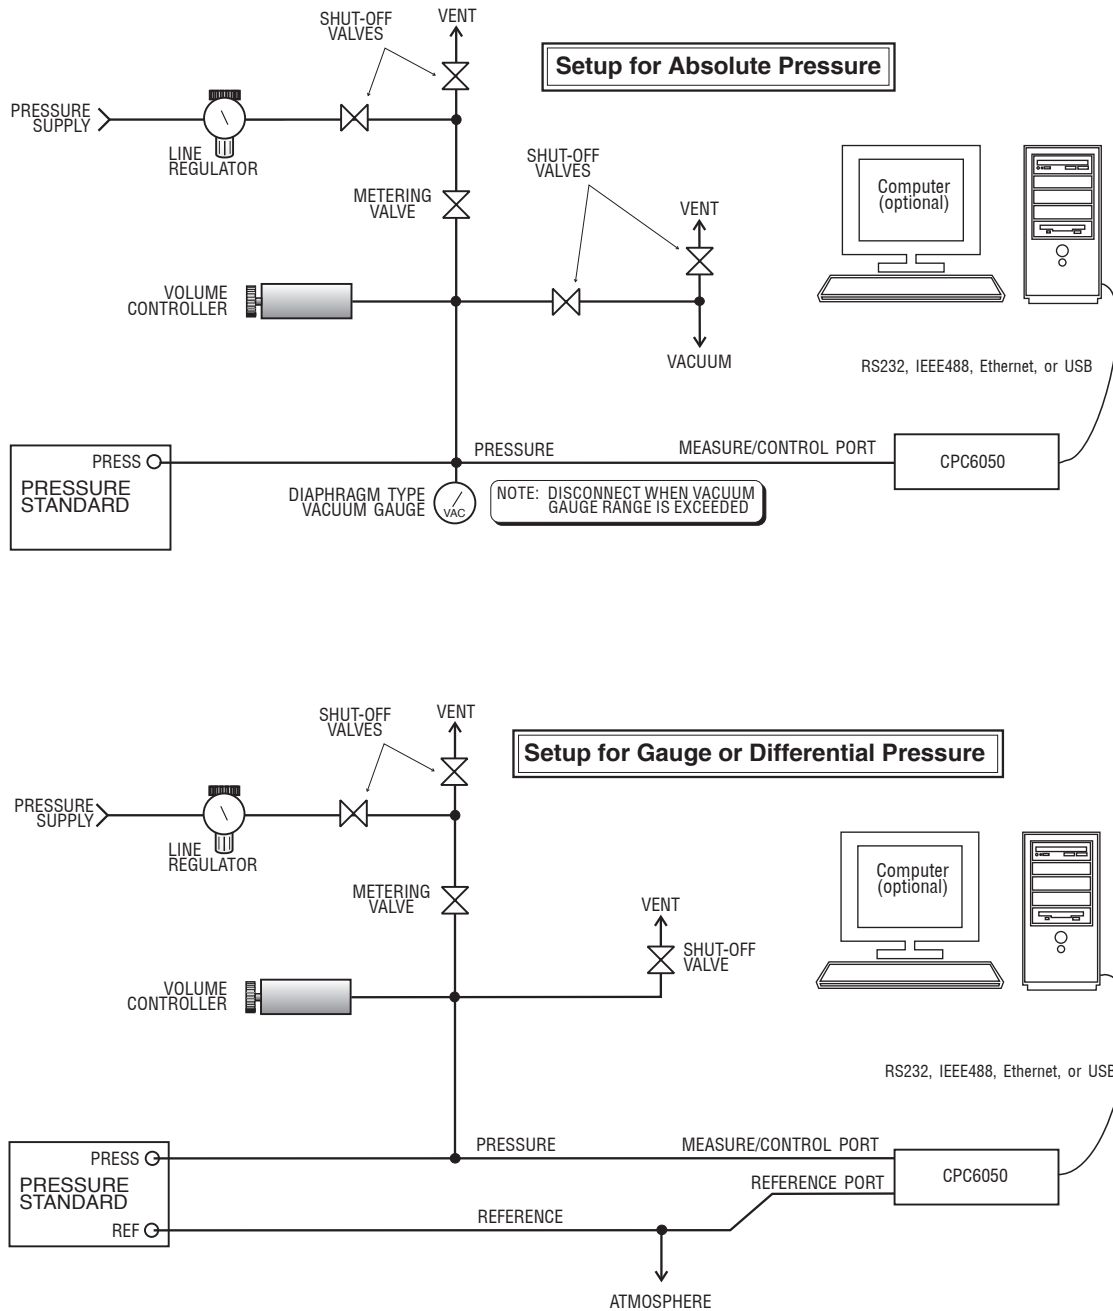 SHUT-OFF
VALVES
VENT
Setup for Absolute Pressure
PRESSURE
SUPPLY
LINE
REGULATOR
METERING
VALVE
SHUT-OFF
VALVES
VENT
Computer
(optional)
VOLUME
CONTROLLER
VACUUM
RS232, IEEE488, Ethernet, or USB
PRESS
PRESSURE
STANDARD
PRESSURE
MEASURE/CONTROL PORT
CPC6050
DIAPHRAGM TYPE
VACUUM GAUGE
VAC
NOTE: DISCONNECT WHEN VACUUM
GAUGE RANGE IS EXCEEDED
SHUT-OFF
VALVES
VENT
Setup for Gauge or Differential Pressure
PRESSURE
SUPPLY
LINE
REGULATOR
METERING
VALVE
VENT
SHUT-OFF
VALVE
Computer
(optional)
VOLUME
CONTROLLER
RS232, IEEE488, Ethernet, or USB
PRESS
PRESSURE
STANDARD
REF
PRESSURE
MEASURE/CONTROL PORT
REFERENCE PORT
CPC6050
REFERENCE
ATMOSPHERE